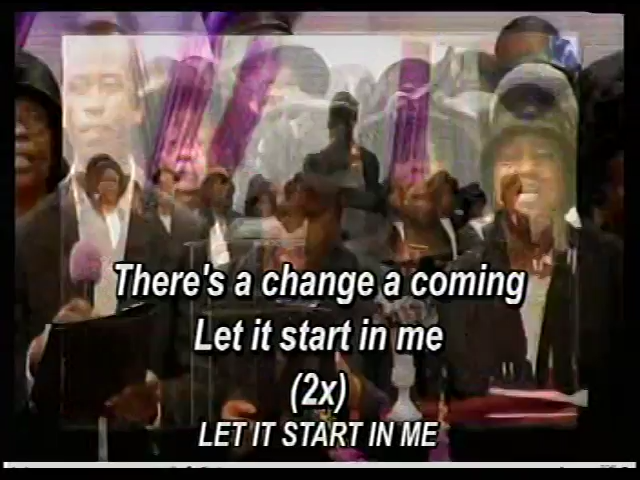 There's a change a coming
Let it start in me
(2x)
LET IT START IN ME